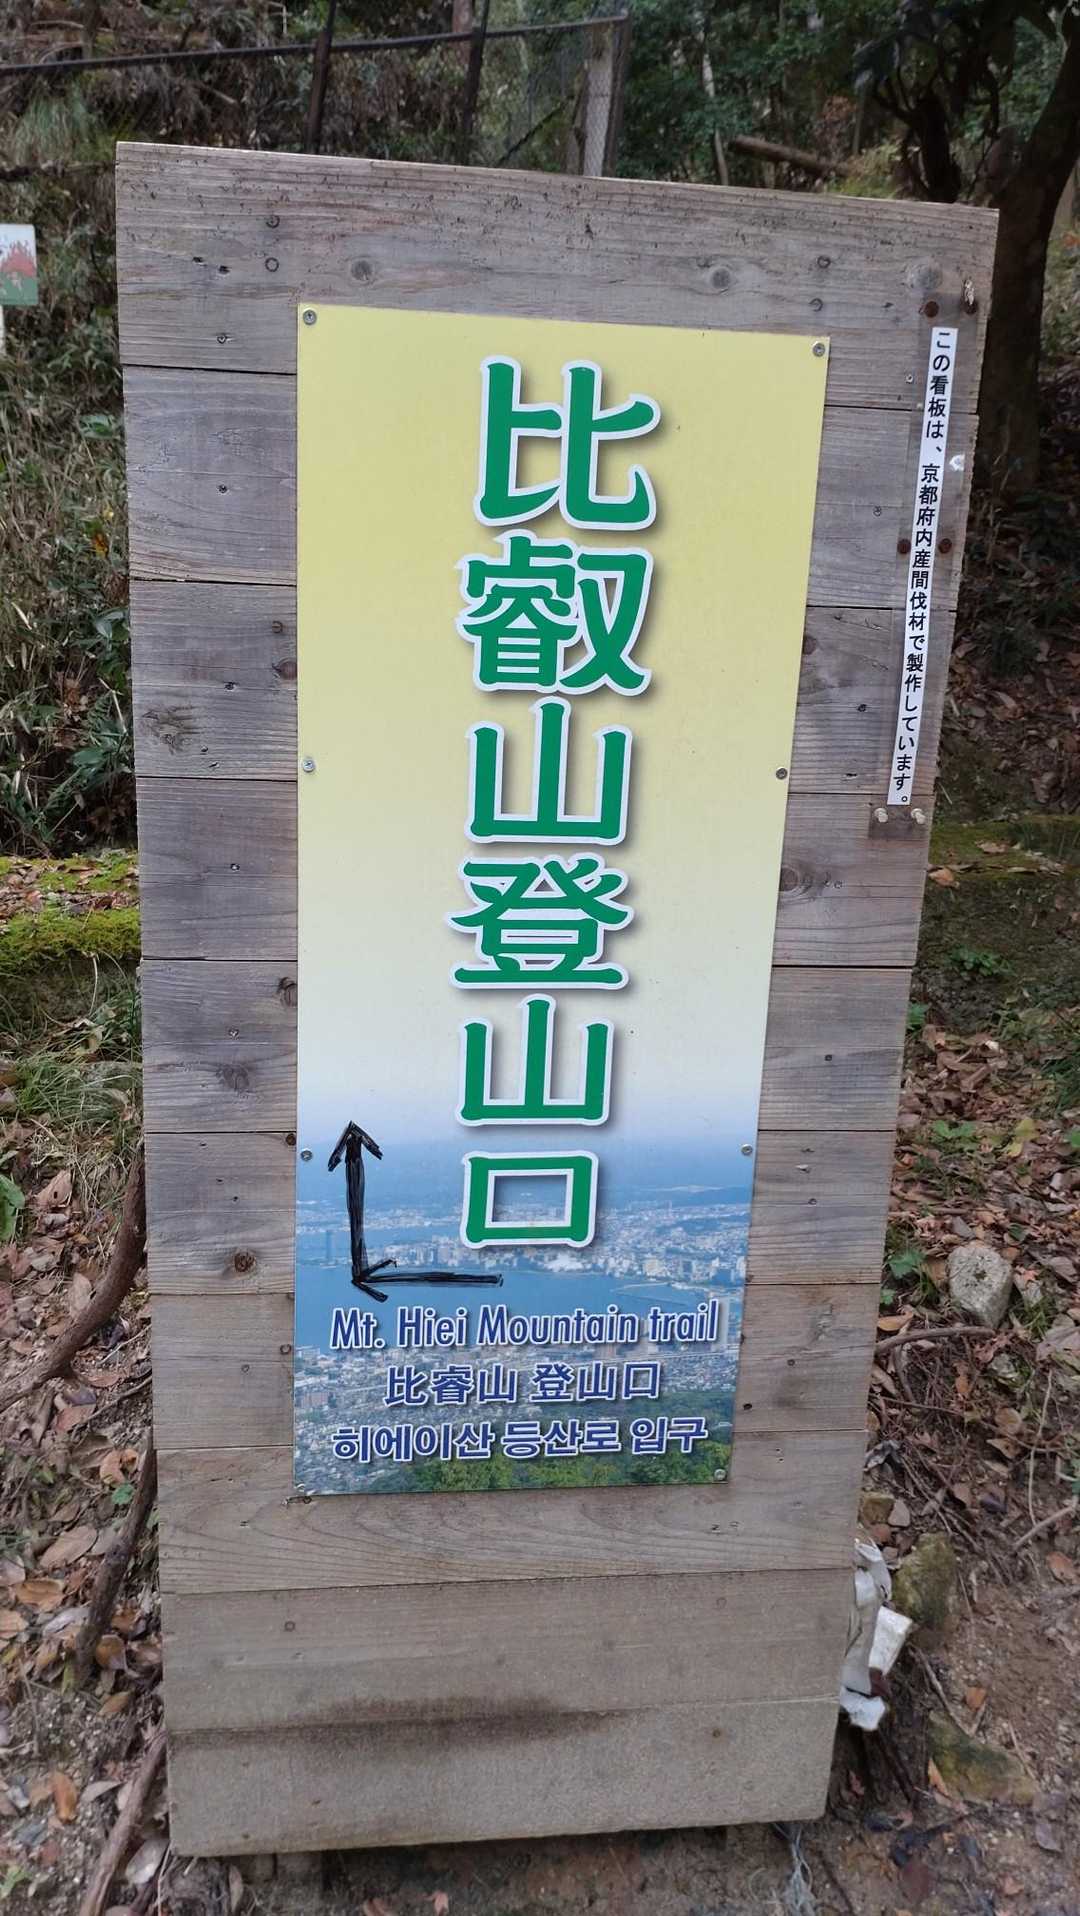 比叡山登山口
Mt. Hiei Mountain trail
比睿山 登山口
히에이산 등산로 입구
この看板は、京都府内産間伐材で製作しています。